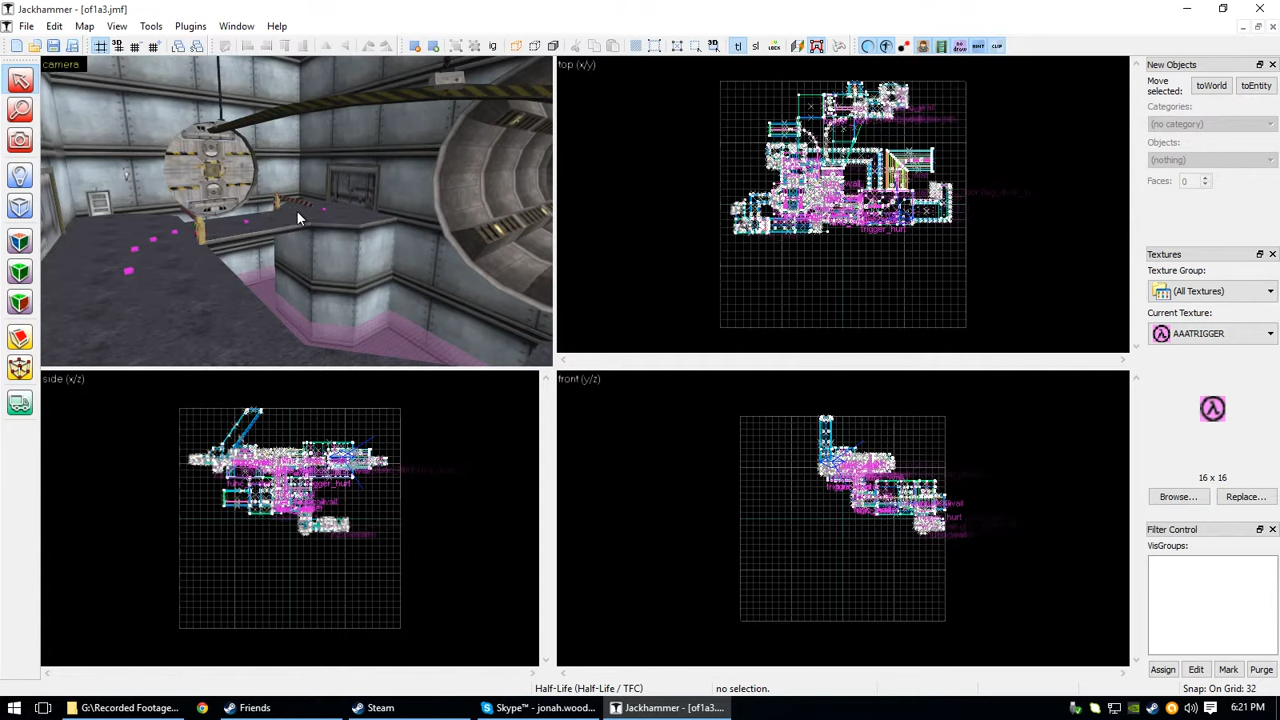 Jackhammer - [of1a3.jmf]
File Edit Map View Tools Plugins Window Help
camera
top (x/y)
side (x/z)
front (y/z)
trigger_hurt
New Objects
Move selected:
toWorld
toEntity
Categories:
(no category)
Objects:
(nothing)
Faces: 0
Textures
Texture Group:
(All Textures)
Current Texture:
AAATRIGGER
16 x 16
Browse...
Replace...
Filter Control
VisGroups:
Assign Edit Mark Purge
Half-Life (Half-Life / TFC)
no selection.
Snap: On Grid: 32
G:\Recorded Footage...
Friends
Steam
Skype™ - jonah.wood...
Jackhammer - [of1a3....
6:21 PM